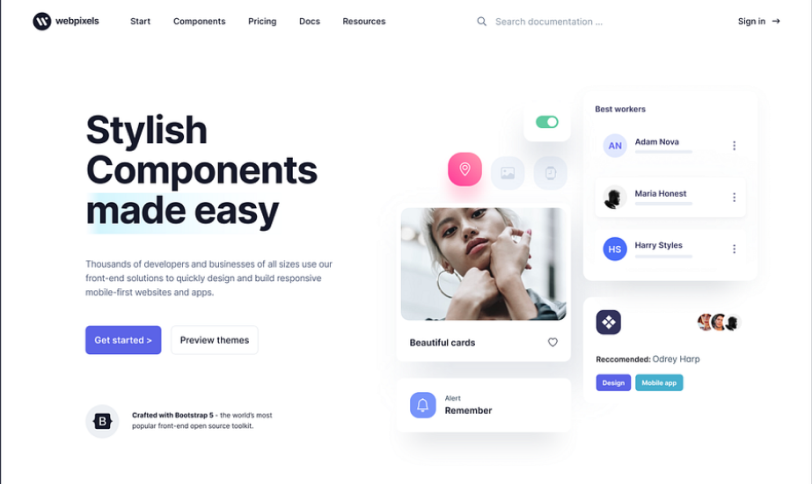 webpixels
Start
Components
Pricing
Docs
Resources
Search documentation ...
Sign in →
Stylish
Components
made easy
Thousands of developers and businesses of all sizes use our
front-end solutions to quickly design and build responsive
mobile-first websites and apps.
Get started >
Preview themes
B
Crafted with Bootstrap 5 - the world's most
popular front-end open source toolkit.
Beautiful cards
Alert
Remember
Best workers
AN
Adam Nova
Maria Honest
HS
Harry Styles
Reccomended: Odrey Harp
Design
Mobile app